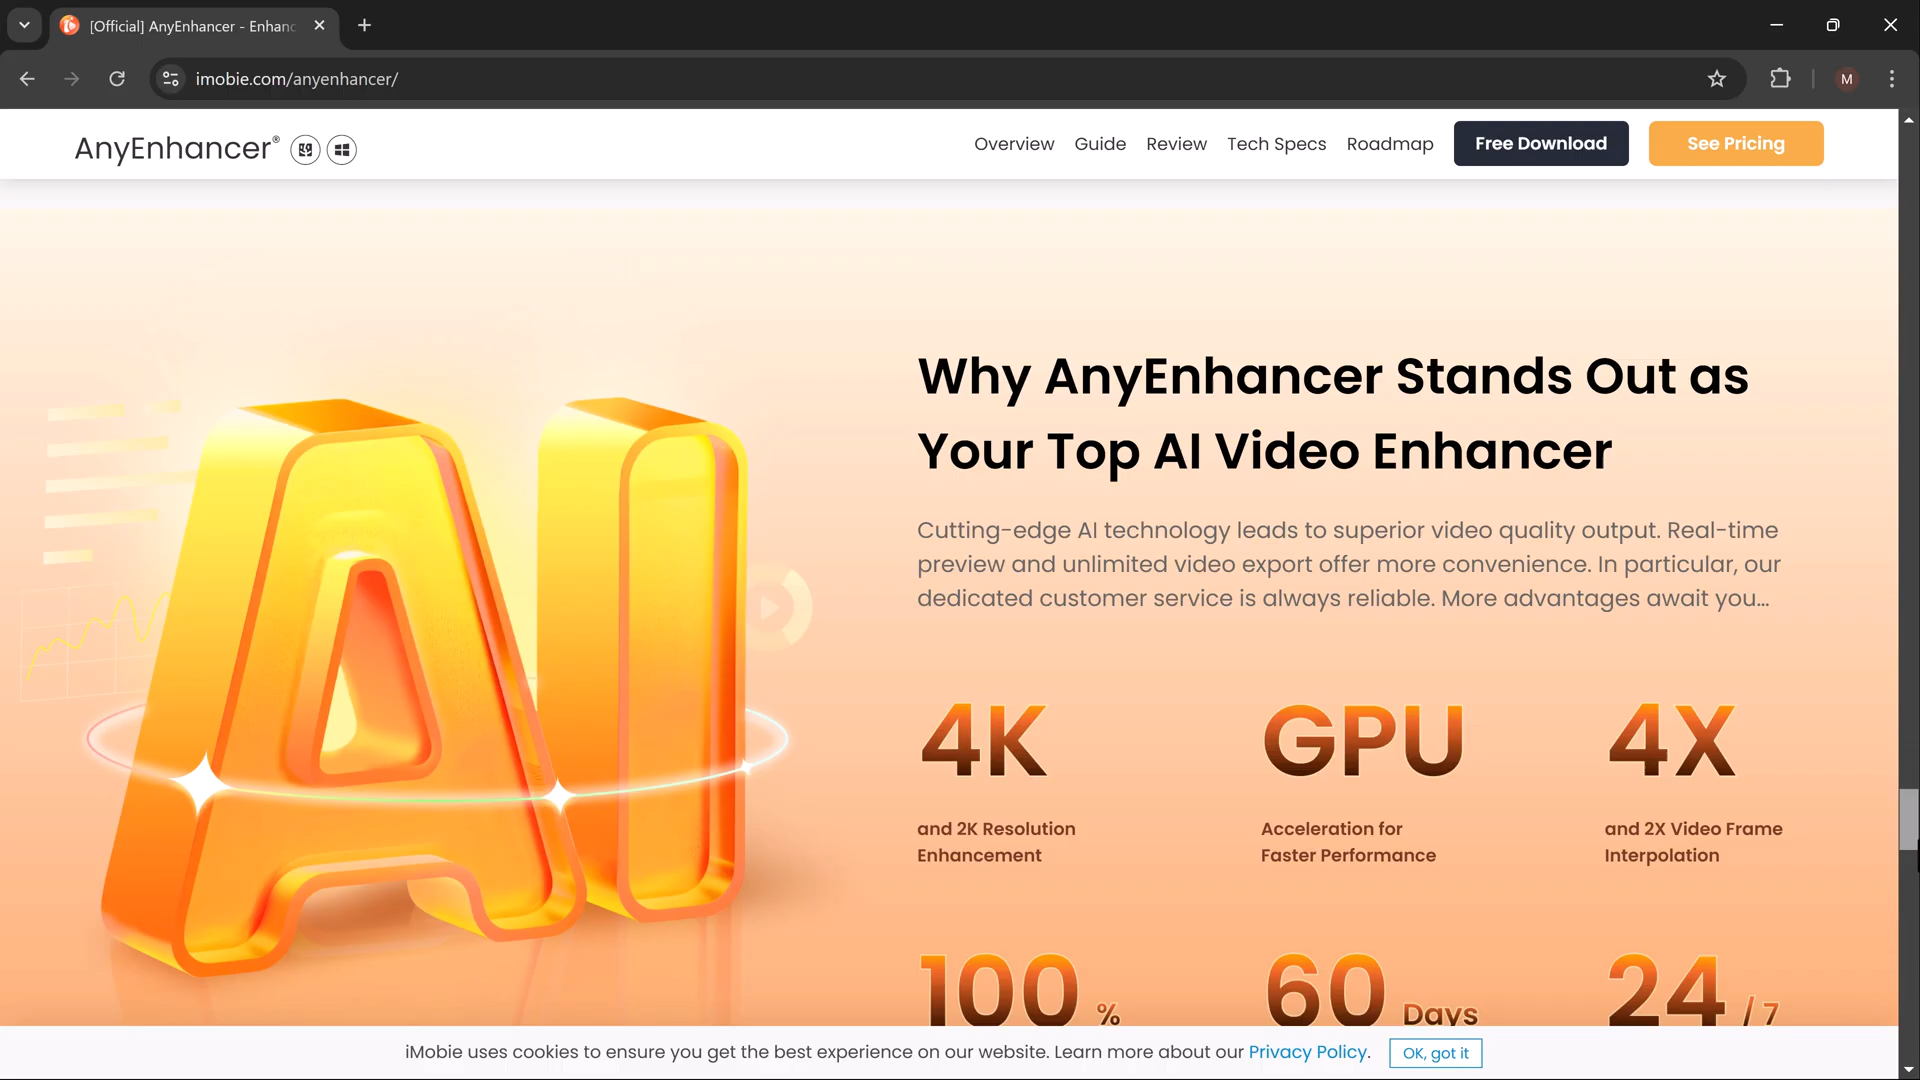 [Official] AnyEnhancer - Enhanc
imobie.com/anyenhancer/
M
AnyEnhancer®
Overview
Guide
Review
Tech Specs
Roadmap
Free Download
See Pricing
AI
Why AnyEnhancer Stands Out as
Your Top AI Video Enhancer
Cutting-edge AI technology leads to superior video quality output. Real-time
preview and unlimited video export offer more convenience. In particular, our
dedicated customer service is always reliable. More advantages await you...
4K
and 2K Resolution
Enhancement
GPU
Acceleration for
Faster Performance
4X
and 2X Video Frame
Interpolation
100 %
60 Days
24 / 7
iMobie uses cookies to ensure you get the best experience on our website. Learn more about our Privacy Policy.
OK, got it